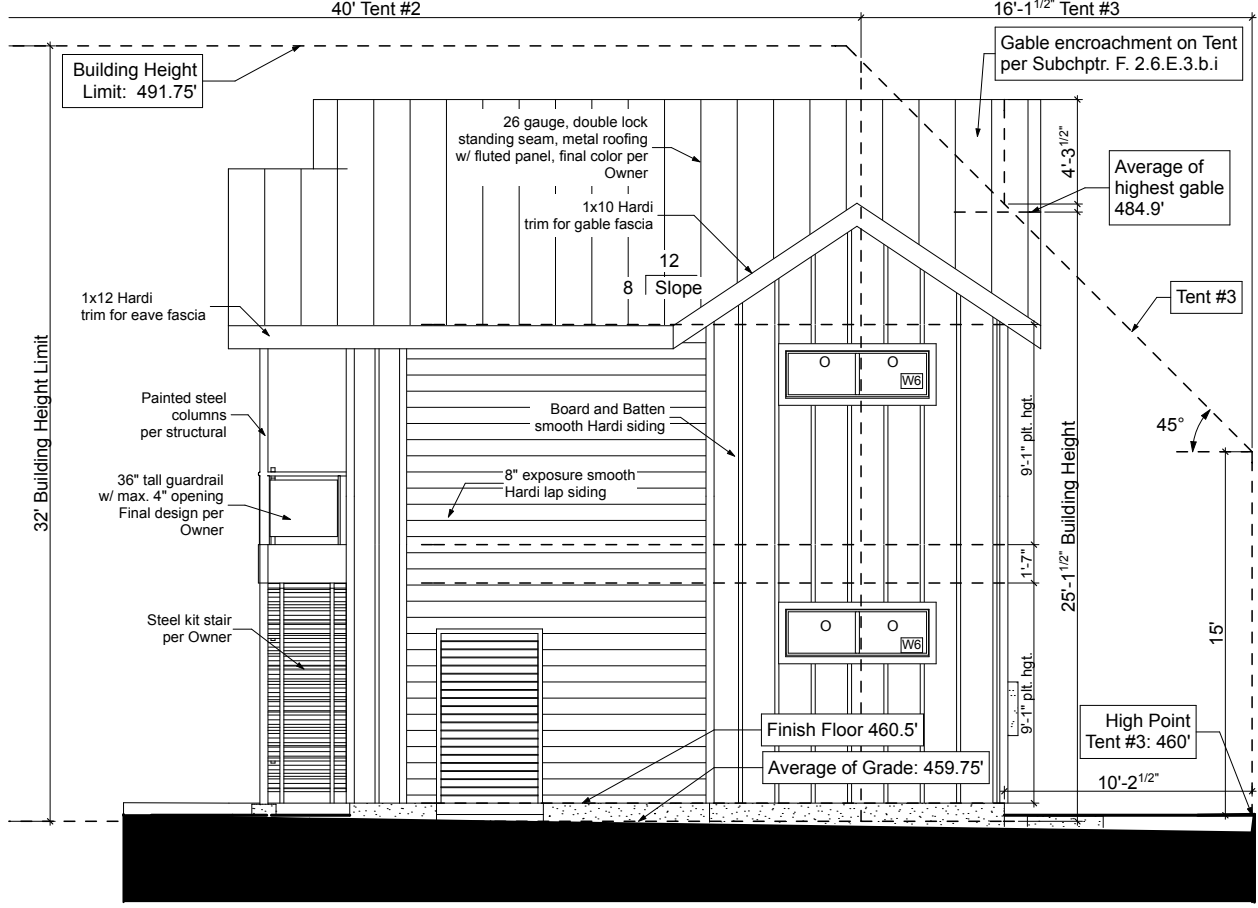 40' Tent #2
16'-1 1/2" Tent #3
Building Height
Limit: 491.75'
Gable encroachment on Tent
per Subchptr. F. 2.6.E.3.b.i
26 gauge, double lock
standing seam, metal roofing
w/ fluted panel, final color per
Owner
4'-3 1/2"
Average of
highest gable
484.9'
1x10 Hardi
trim for gable fascia
12
8
Slope
Tent #3
1x12 Hardi
trim for eave fascia
32' Building Height Limit
O
O
W6
Painted steel
columns
per structural
Board and Batten
smooth Hardi siding
9'-1" plt. hgt.
25'-1 1/2" Building Height
45°
36" tall guardrail
w/ max. 4" opening
Final design per
Owner
8" exposure smooth
Hardi lap siding
1'-7"
Steel kit stair
per Owner
O
O
W6
15'
9'-1" plt. hgt.
Finish Floor 460.5'
High Point
Tent #3: 460'
Average of Grade: 459.75'
10'-2 1/2"